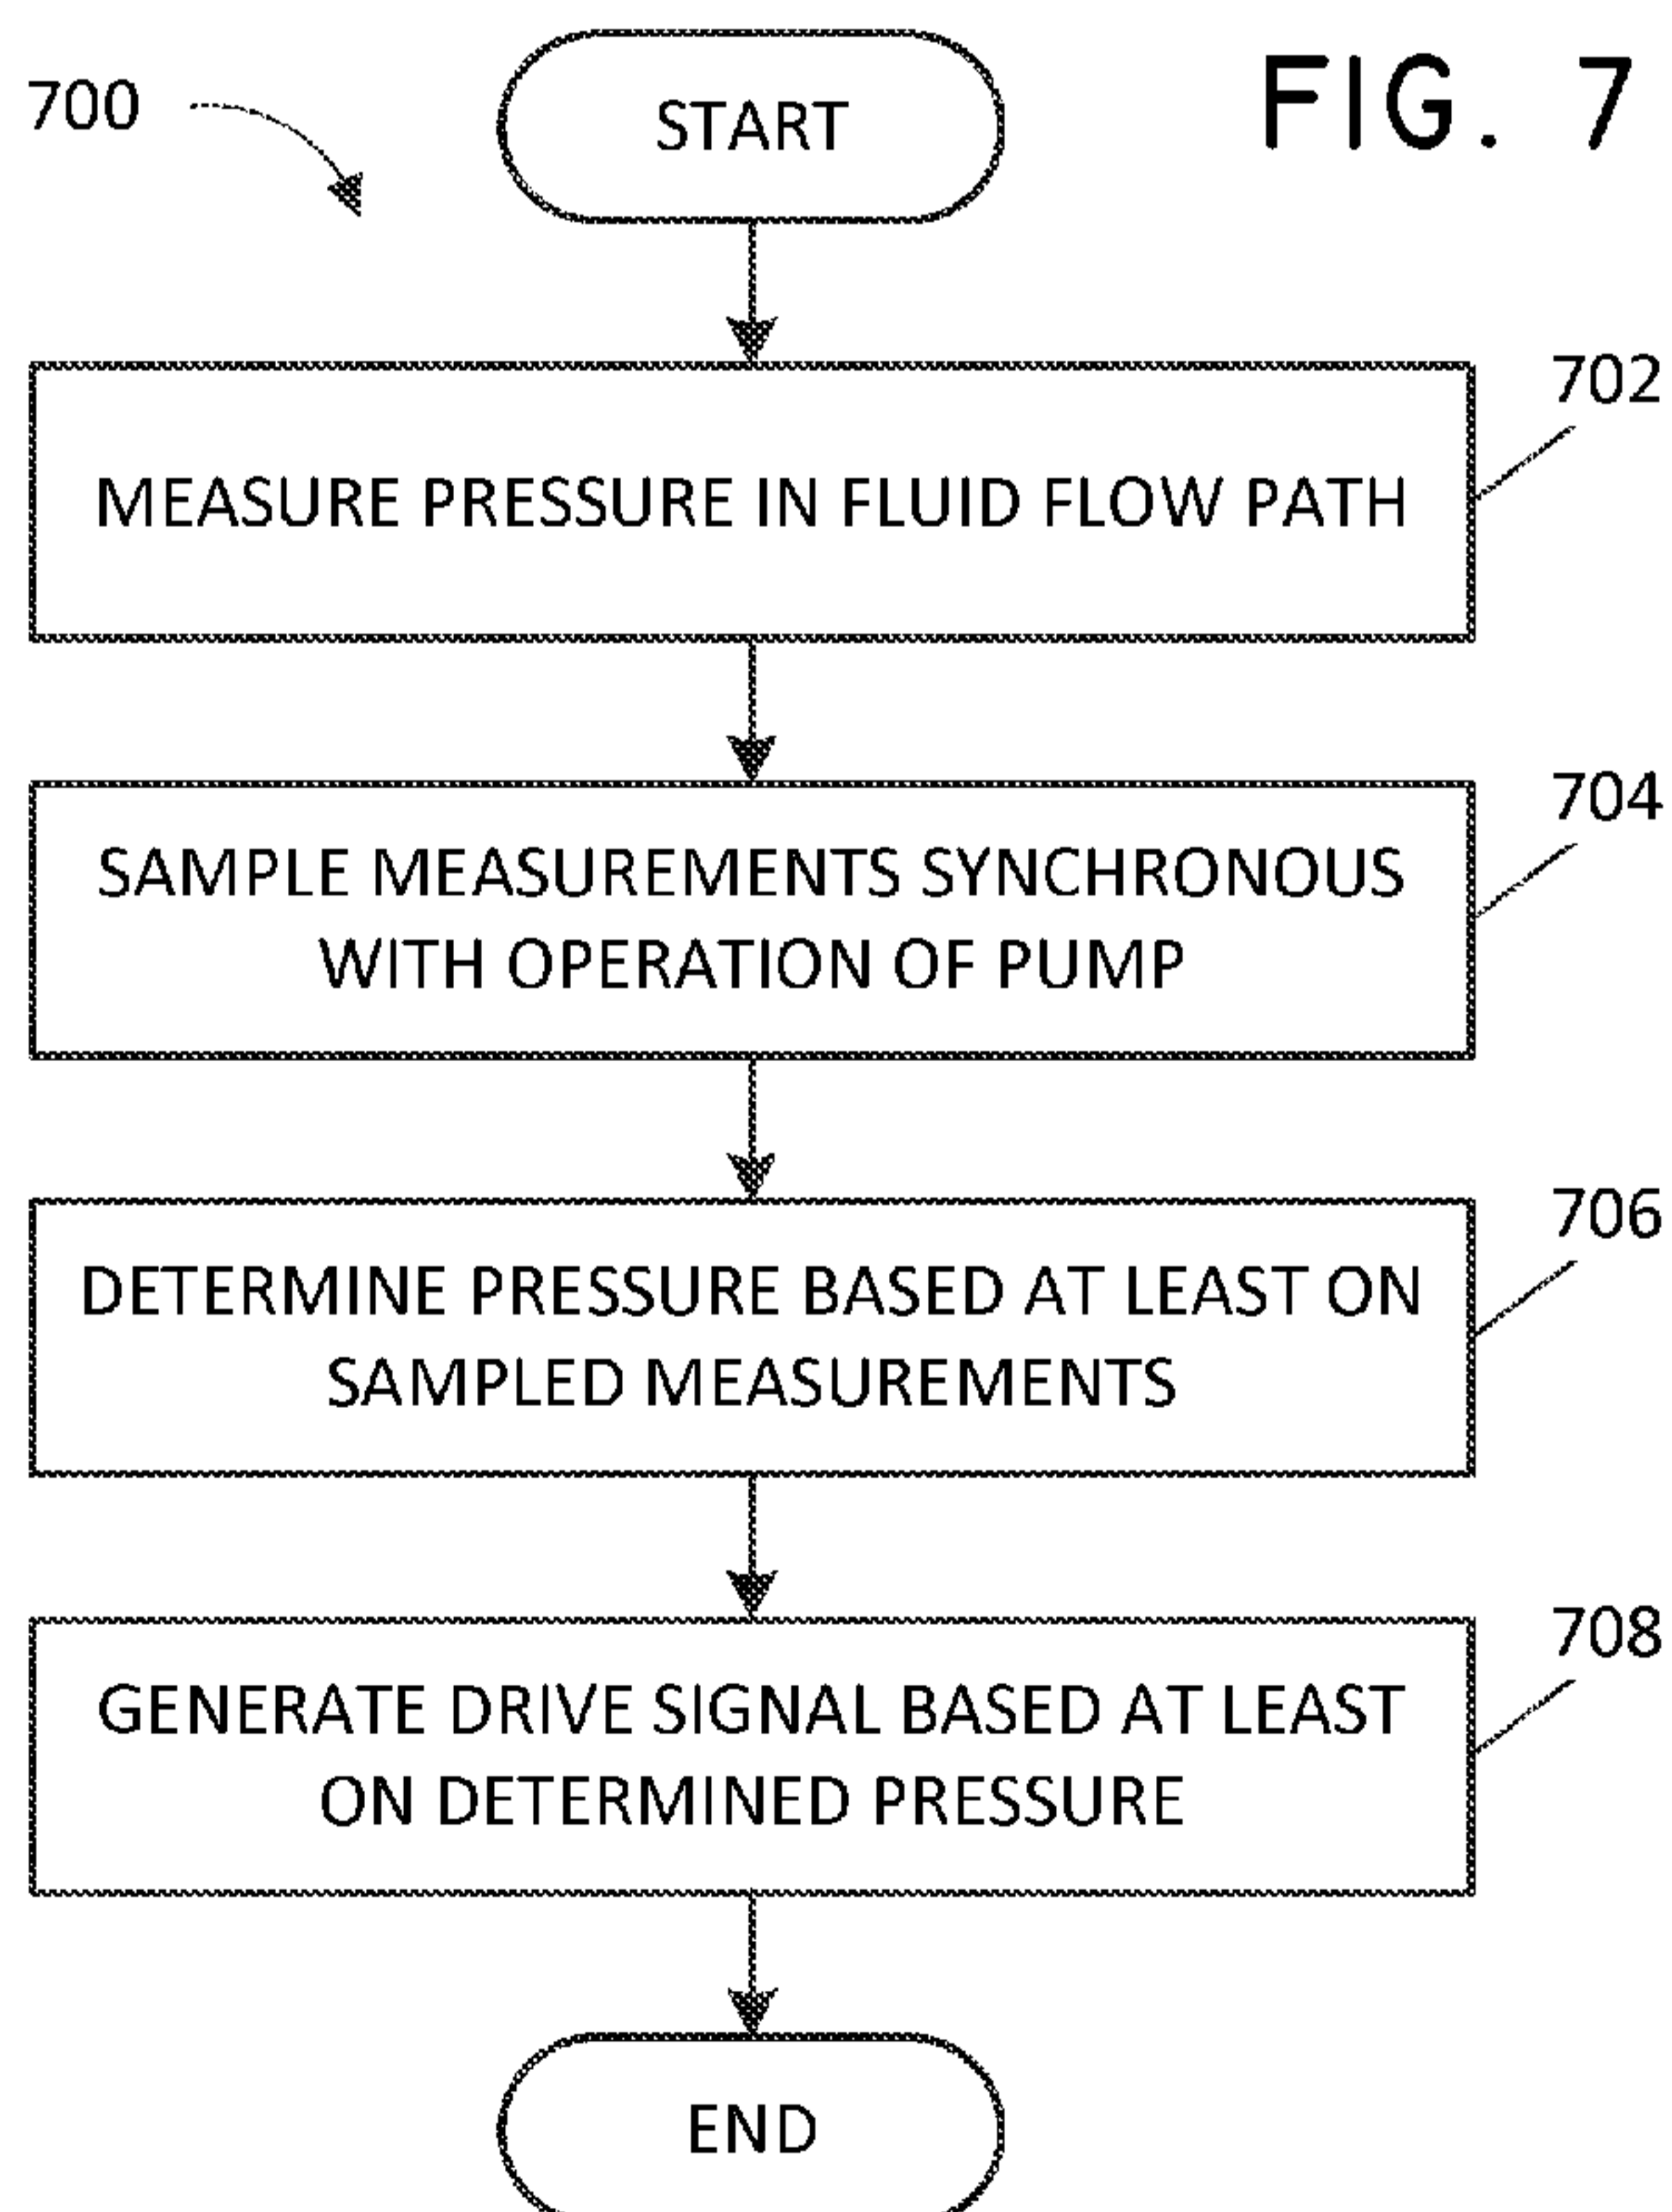 700
START
FIG. 7
702
MEASURE PRESSURE IN FLUID FLOW PATH
704
SAMPLE MEASUREMENTS SYNCHRONOUS
WITH OPERATION OF PUMP
706
DETERMINE PRESSURE BASED AT LEAST ON
SAMPLED MEASUREMENTS
708
GENERATE DRIVE SIGNAL BASED AT LEAST
ON DETERMINED PRESSURE
END